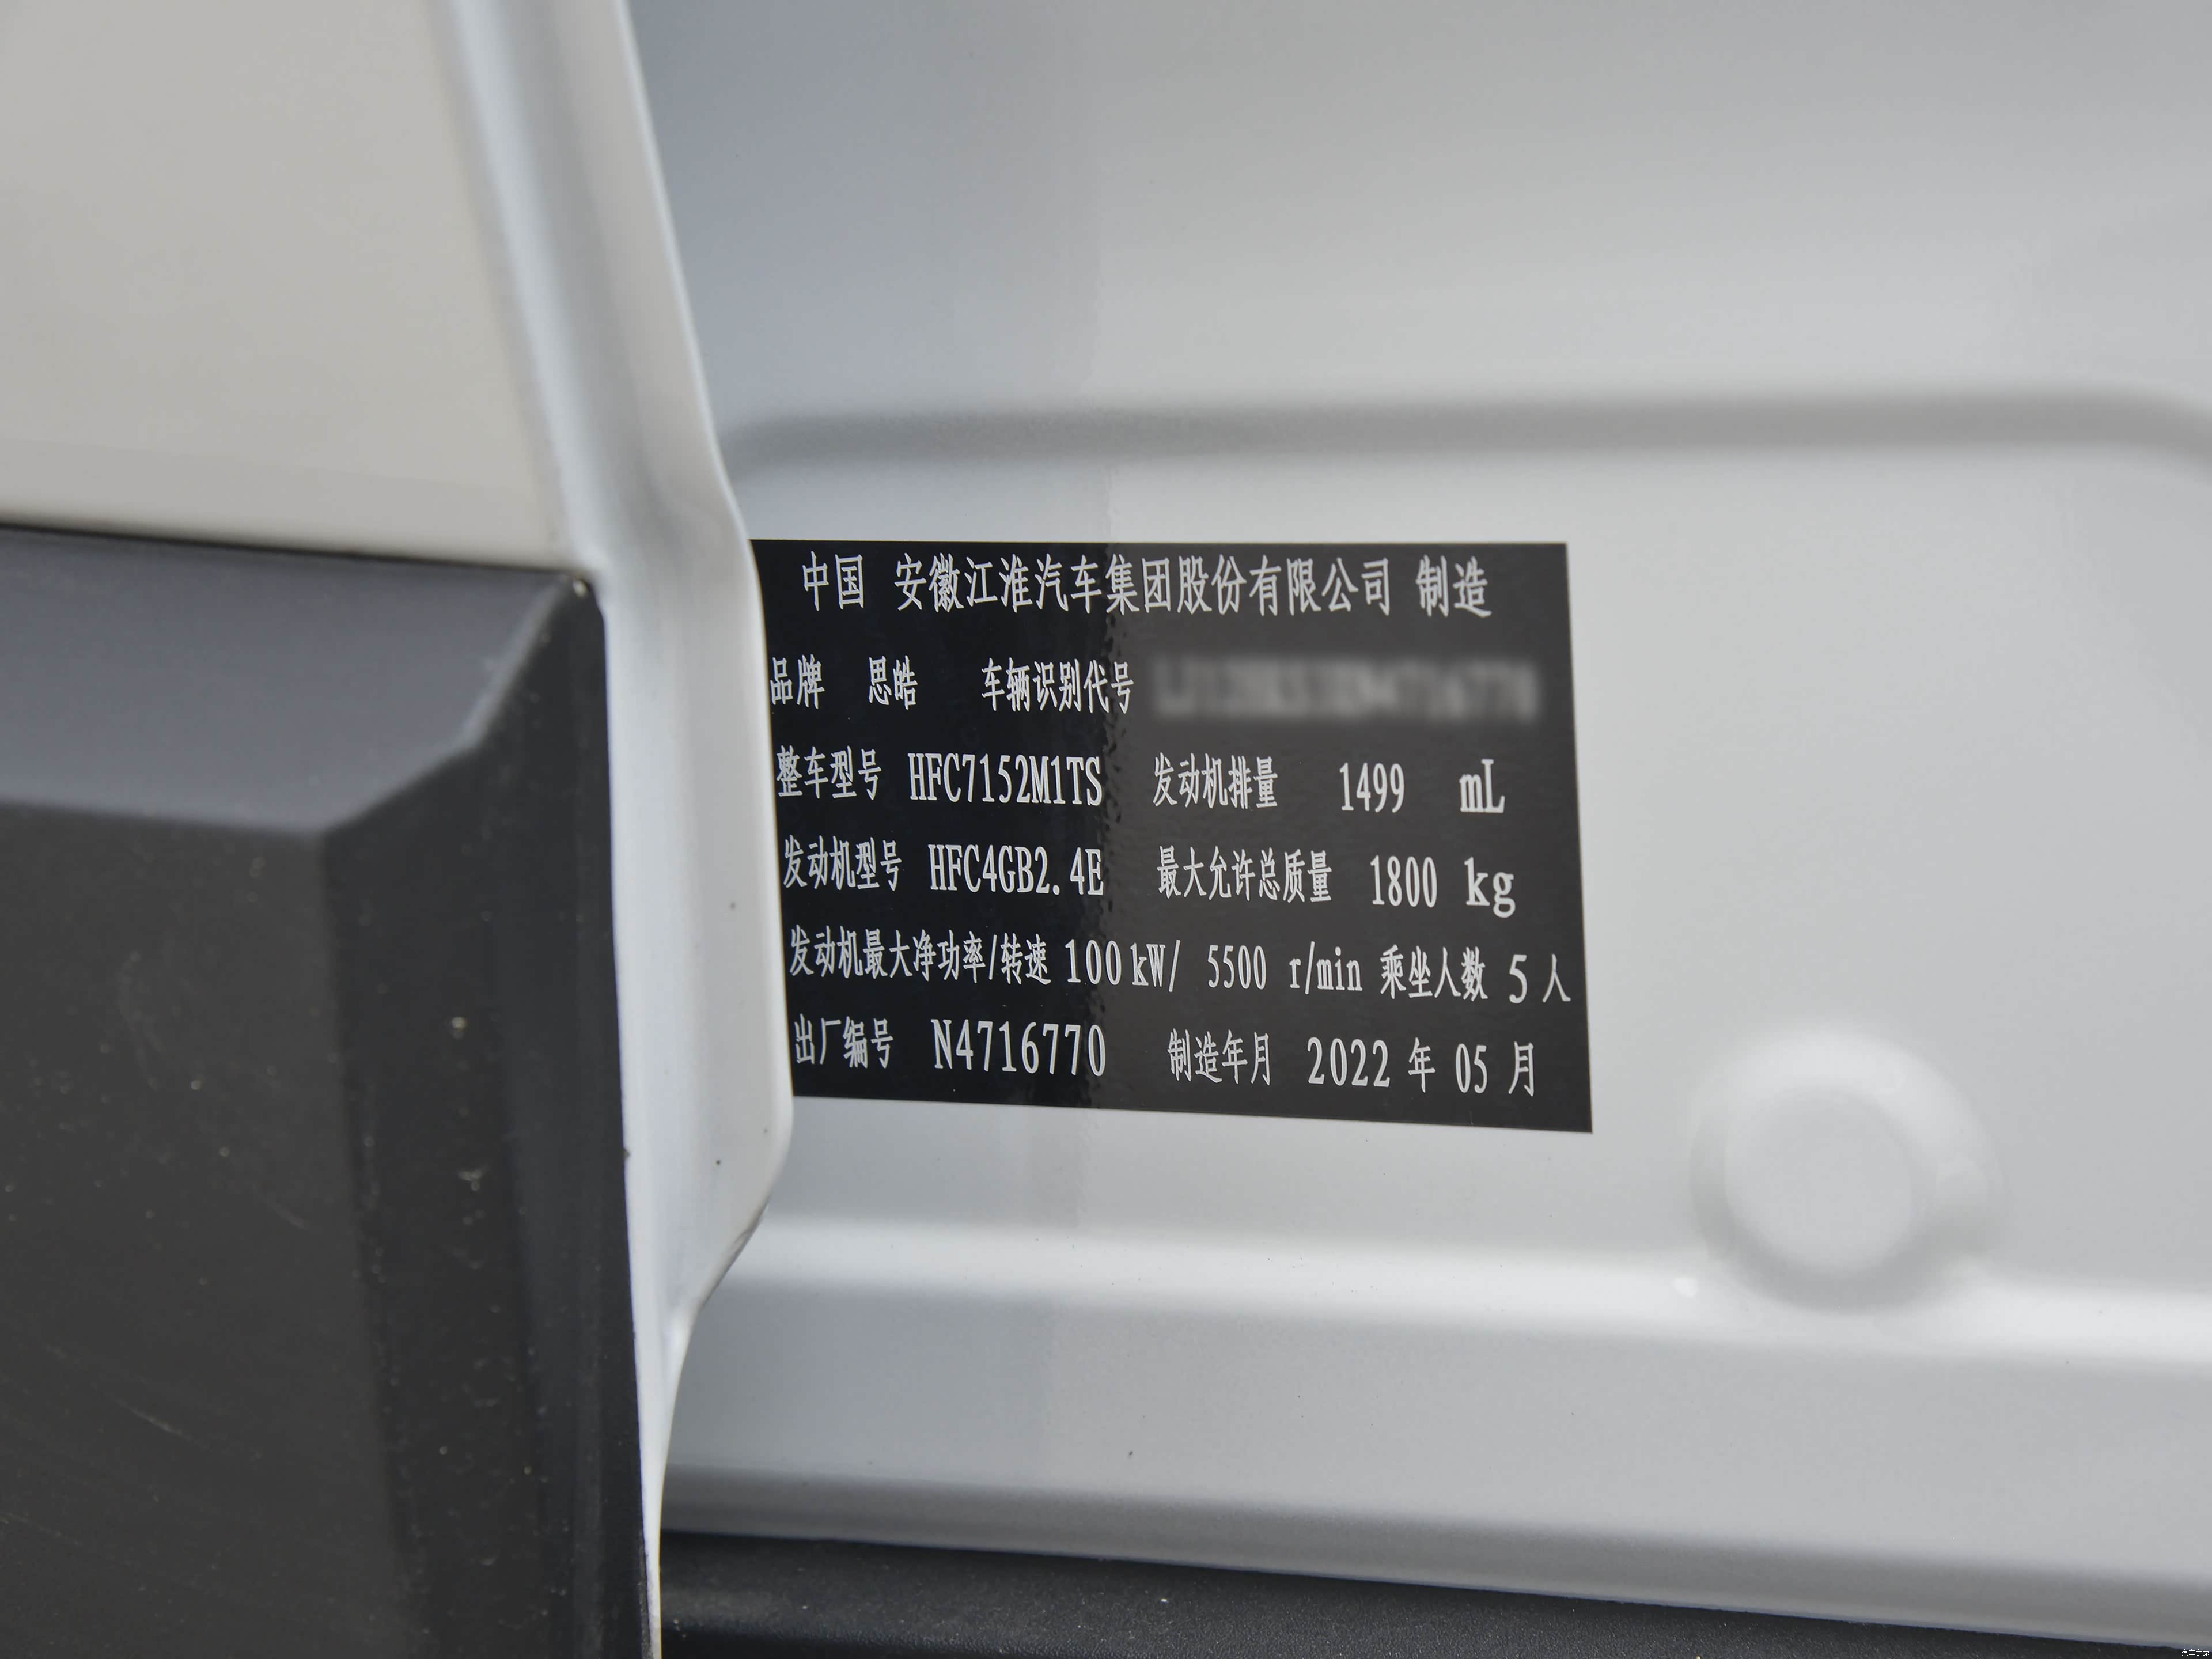 中国 安徽江淮汽车集团股份有限公司 制造
品牌 思皓 车辆识别代号
整车型号 HFC7152M1TS 发动机排量 1499 mL
发动机型号 HFC4GB2.4E 最大允许总质量 1800 kg
发动机最大净功率/转速 100 kW/ 5500 r/min 乘坐人数 5 人
出厂编号 N4716770 制造年月 2022 年 05 月
汽车之家